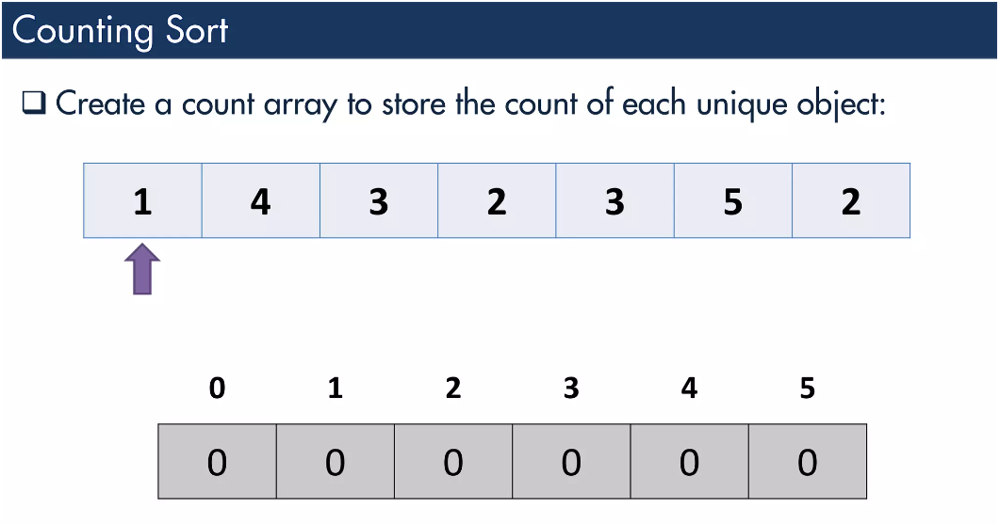 Counting Sort
❑ Create a count array to store the count of each unique object:
1 4 3 2 3 5 2
0 1 2 3 4 5
0 0 0 0 0 0